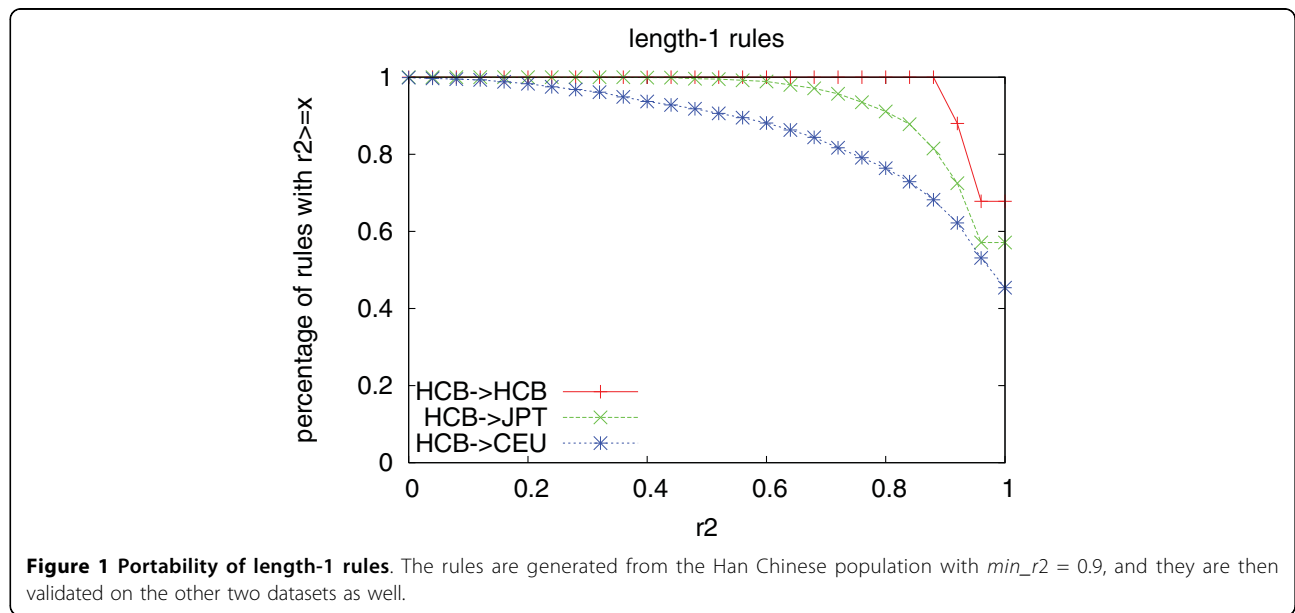 length-1 rules
percentage of rules with r2>=x
1
0.8
0.6
0.4
0.2
0
HCB->HCB
HCB->JPT
HCB->CEU
0 0.2 0.4 0.6 0.8 1
r2
Figure 1 Portability of length-1 rules. The rules are generated from the Han Chinese population with min_r2 = 0.9, and they are then
validated on the other two datasets as well.